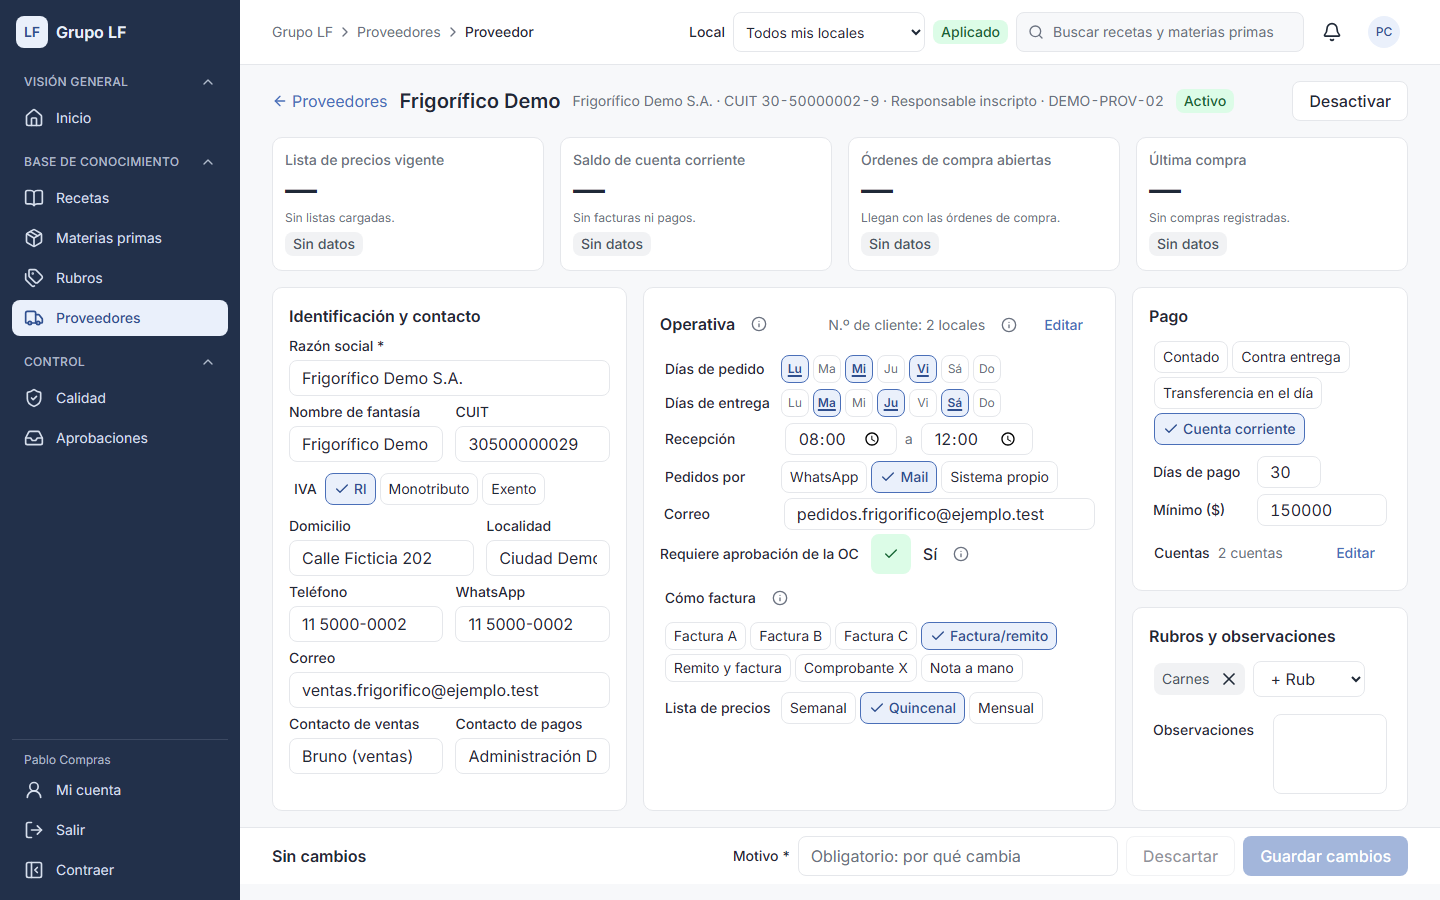 LF Grupo LF
VISIÓN GENERAL
Inicio
BASE DE CONOCIMIENTO
Recetas
Materias primas
Rubros
Proveedores
CONTROL
Calidad
Aprobaciones
Pablo Compras
Mi cuenta
Salir
Contraer
Grupo LF > Proveedores > Proveedor
Local Todos mis locales Aplicado Buscar recetas y materias primas PC
← Proveedores Frigorífico Demo Frigorífico Demo S.A. · CUIT 30-50000002-9 · Responsable inscripto · DEMO-PROV-02 Activo Desactivar
Lista de precios vigente
—
Sin listas cargadas.
Sin datos
Saldo de cuenta corriente
—
Sin facturas ni pagos.
Sin datos
Órdenes de compra abiertas
—
Llegan con las órdenes de compra.
Sin datos
Última compra
—
Sin compras registradas.
Sin datos
Identificación y contacto
Razón social *
Frigorífico Demo S.A.
Nombre de fantasía CUIT
Frigorífico Demo 30500000029
IVA RI Monotributo Exento
Domicilio Localidad
Calle Ficticia 202 Ciudad Demo
Teléfono WhatsApp
11 5000-0002 11 5000-0002
Correo
ventas.frigorifico@ejemplo.test
Contacto de ventas Contacto de pagos
Bruno (ventas) Administración D
Operativa N.º de cliente: 2 locales Editar
Días de pedido Lu Ma Mi Ju Vi Sá Do
Días de entrega Lu Ma Mi Ju Vi Sá Do
Recepción 08:00 a 12:00
Pedidos por WhatsApp Mail Sistema propio
Correo pedidos.frigorifico@ejemplo.test
Requiere aprobación de la OC Sí
Cómo factura
Factura A Factura B Factura C Factura/remito
Remito y factura Comprobante X Nota a mano
Lista de precios Semanal Quincenal Mensual
Pago
Contado Contra entrega
Transferencia en el día
Cuenta corriente
Días de pago 30
Mínimo ($) 150000
Cuentas 2 cuentas Editar
Rubros y observaciones
Carnes + Rub
Observaciones
Sin cambios Motivo * Obligatorio: por qué cambia Descartar Guardar cambios